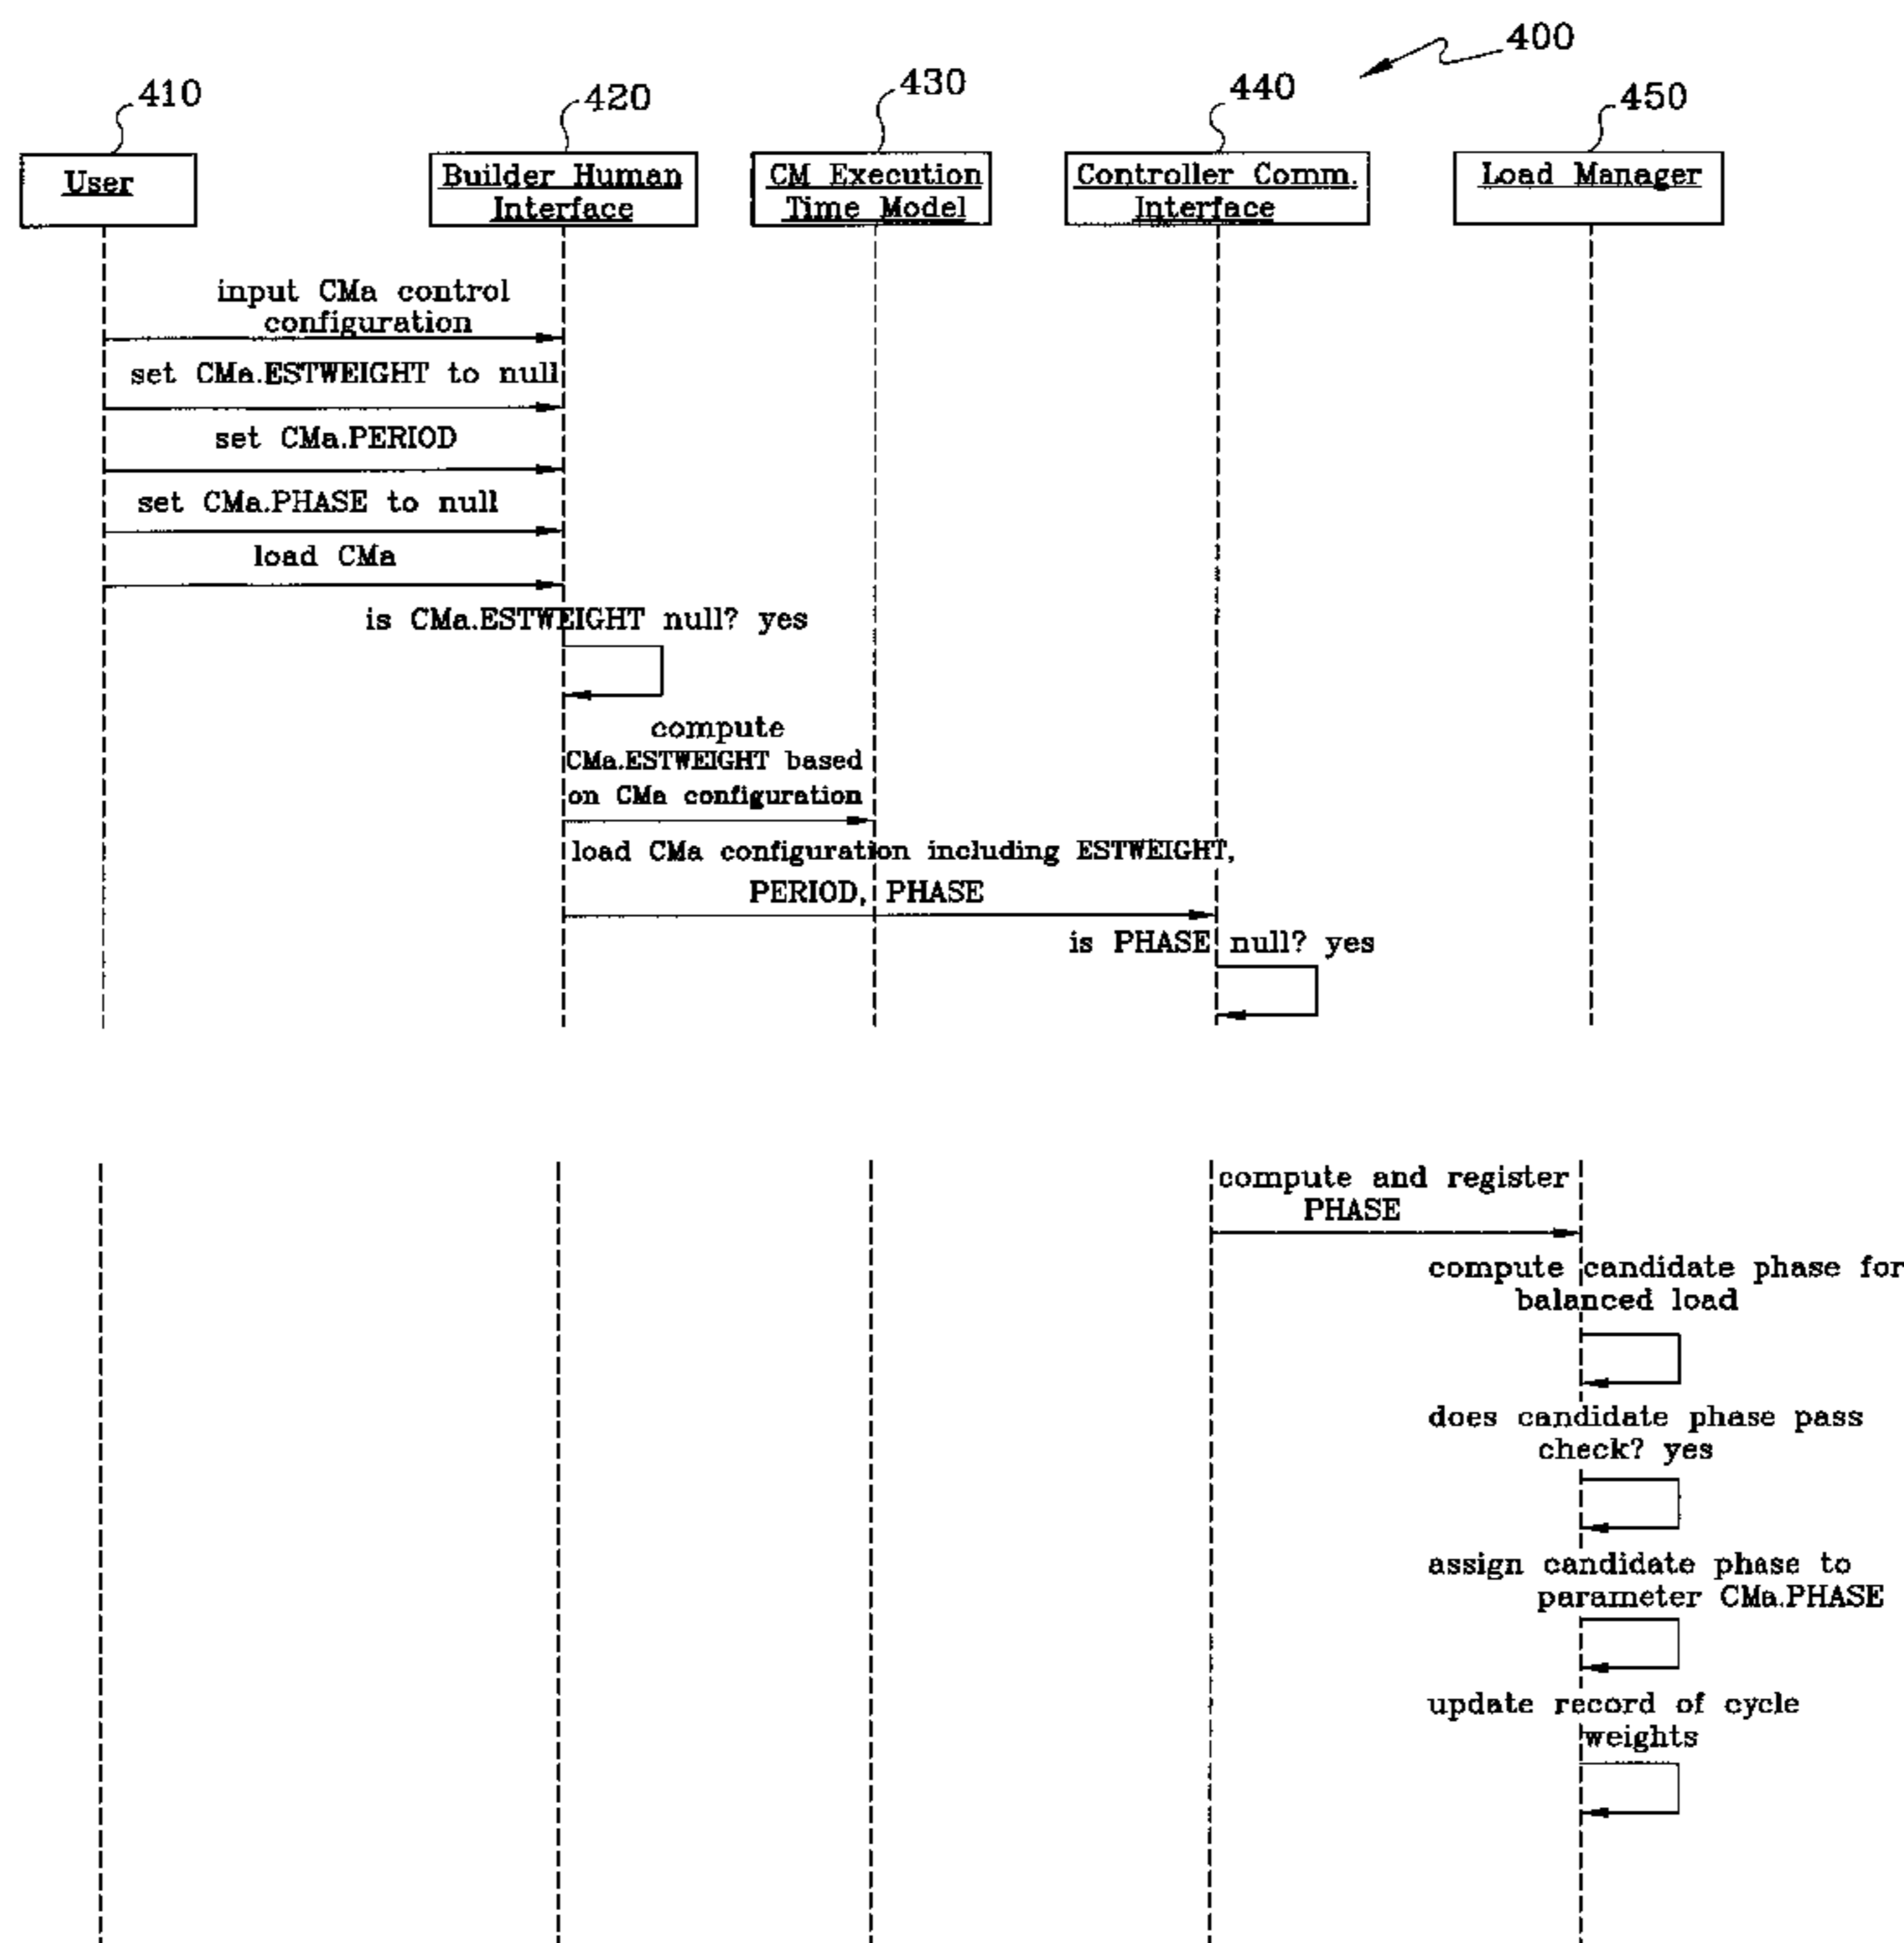 400
410
420
430
440
450
User
Builder Human
Interface
CM Execution
Time Model
Controller Comm.
Interface
Load Manager
input CMa control
configuration
set CMa.ESTWEIGHT to null
set CMa.PERIOD
set CMa.PHASE to null
load CMa
is CMa.ESTWEIGHT null? yes
compute
CMa.ESTWEIGHT based
on CMa configuration
load CMa configuration including ESTWEIGHT,
PERIOD, PHASE
is PHASE null? yes
compute and register
PHASE
compute candidate phase for
balanced load
does candidate phase pass
check? yes
assign candidate phase to
parameter CMa.PHASE
update record of cycle
weights